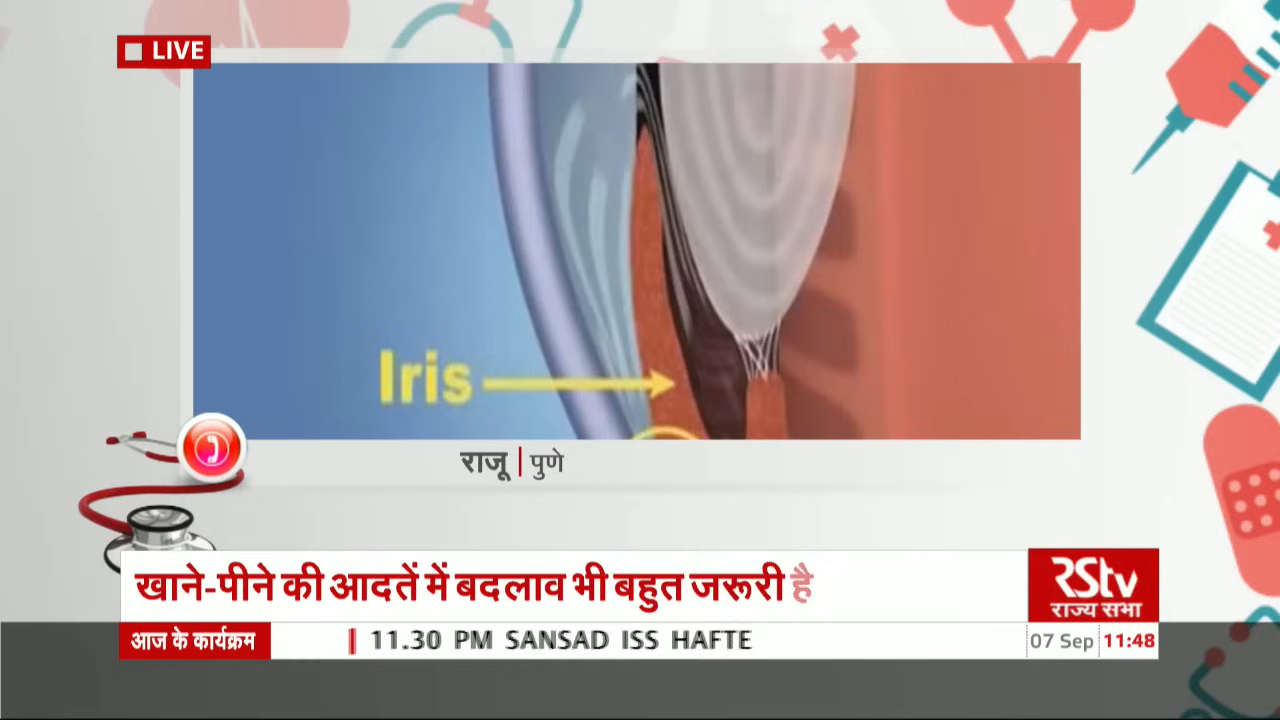 LIVE
Iris
राजू | पुणे
खाने-पीने की आदतें में बदलाव भी बहुत जरूरी है
RStv
राज्य सभा
आज के कार्यक्रम
11.30 PM SANSAD ISS HAFTE
07 Sep 11:48